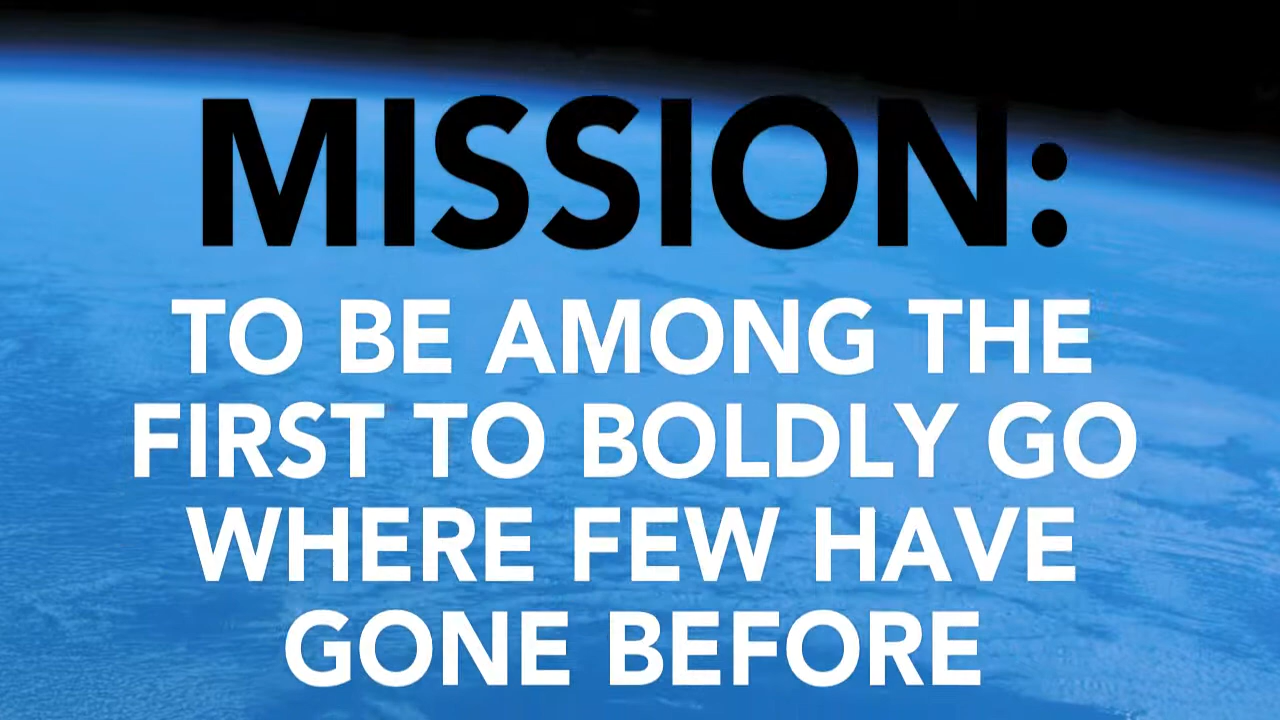 MISSION:
TO BE AMONG THE
FIRST TO BOLDLY GO
WHERE FEW HAVE
GONE BEFORE